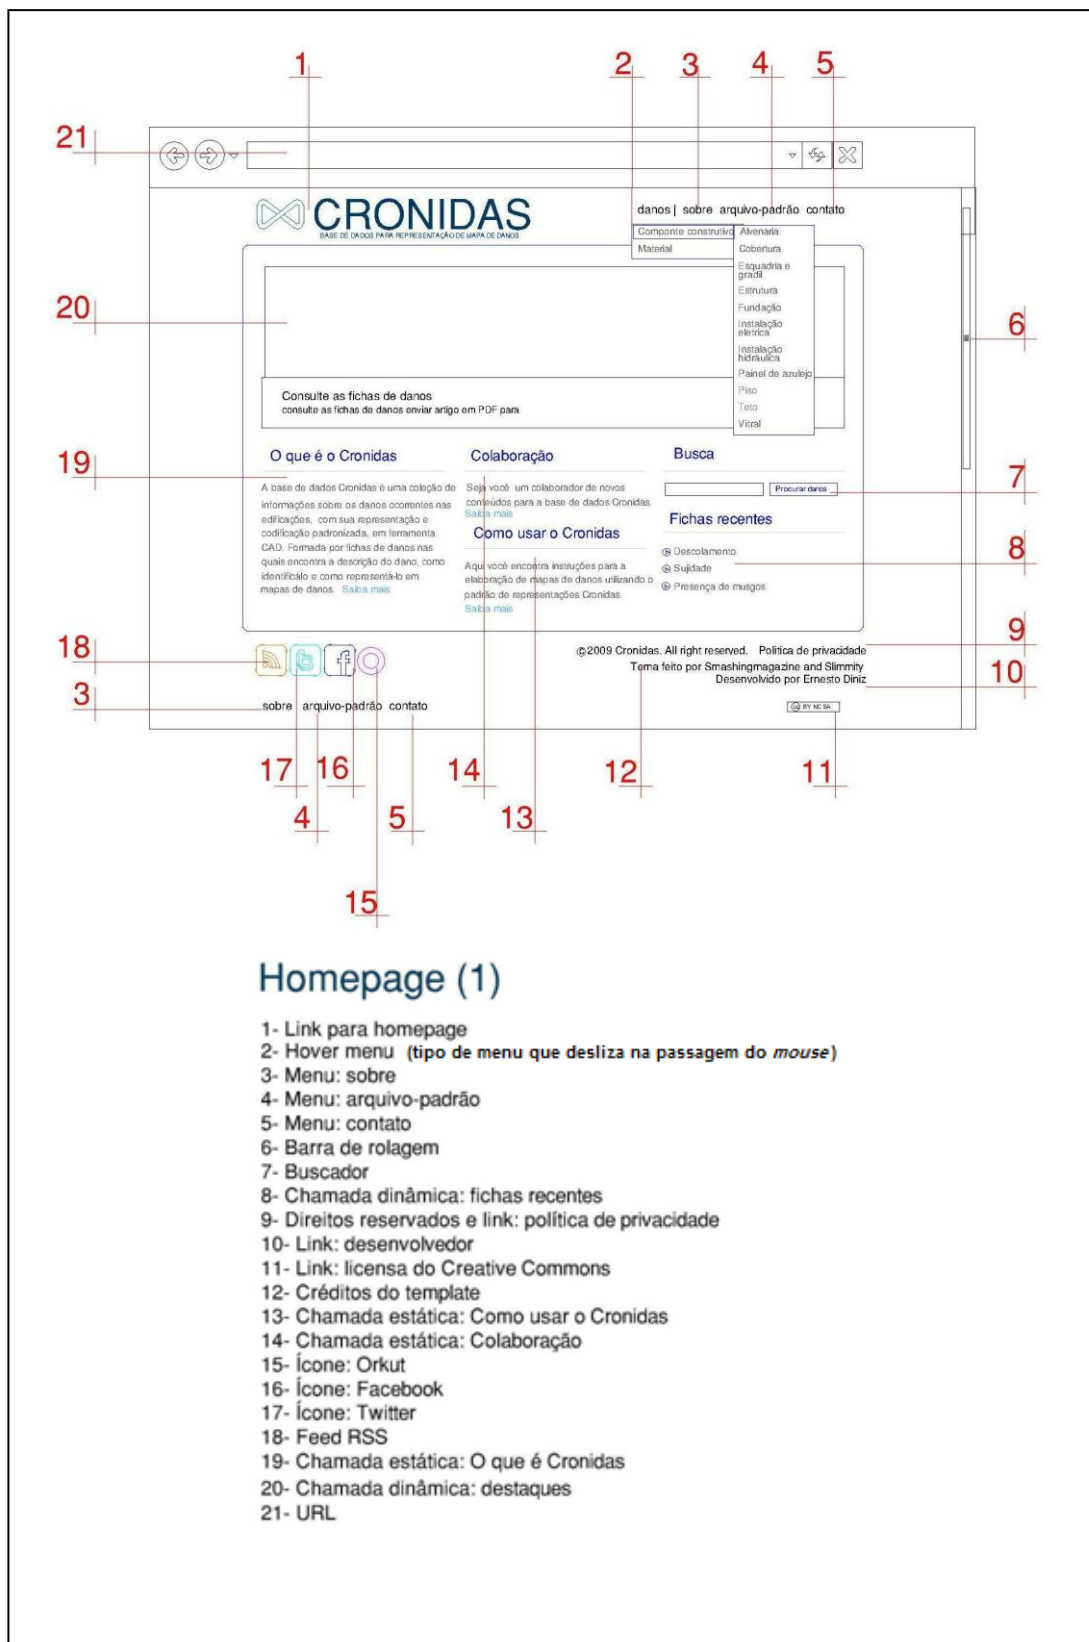 1
2
3
4
5
21
CRONIDAS
BASE DE DADOS PARA REPRESENTAÇÃO DE MAPA DE DANOS
danos | sobre arquivo-padrão contato
Componte construtivo
Material
Alvenaria
Cobertura
Esquadria e
gradil
Estrutura
Fundação
Instalação
eletrica
Instalação
hidráulica
Painel de azulejo
Piso
Teto
Vitral
20
6
Consulte as fichas de danos
consulte as fichas de danos enviar artigo em PDF para
19
O que é o Cronidas
A base de dados Cronidas é uma coleção de
informações sobre os danos ocorrentes nas
edificações, com sua representação e
codificação padronizada, em ferramenta
CAD. Formada por fichas de danos nas
quais encontra a descrição do dano, como
identificálo e como representá-lo em
mapas de danos. Saiba mais
Colaboração
Seja você um colaborador de novos
conteúdos para a base de dados Cronidas
Saiba mais
Como usar o Cronidas
Aqui você encontra instruções para a
elaboração de mapas de danos utilizando o
padrão de representações Cronidas.
Saiba mais
Busca
Procurar danos
7
Fichas recentes
Descolamento
Sujidade
Presença de musgos
8
9
18
©2009 Cronidas. All right reserved. Politica de privacidade
Tema feito por Smashingmagazine and Slimmity
Desenvolvido por Ernesto Diniz
10
3
sobre arquivo-padrão contato
cc BY NC SA
17
16
14
12
11
4
5
13
15
Homepage (1)
1- Link para homepage
2- Hover menu (tipo de menu que desliza na passagem do mouse)
3- Menu: sobre
4- Menu: arquivo-padrão
5- Menu: contato
6- Barra de rolagem
7- Buscador
8- Chamada dinâmica: fichas recentes
9- Direitos reservados e link: política de privacidade
10- Link: desenvolvedor
11- Link: licensa do Creative Commons
12- Créditos do template
13- Chamada estática: Como usar o Cronidas
14- Chamada estática: Colaboração
15- Ícone: Orkut
16- Ícone: Facebook
17- Ícone: Twitter
18- Feed RSS
19- Chamada estática: O que é Cronidas
20- Chamada dinâmica: destaques
21- URL